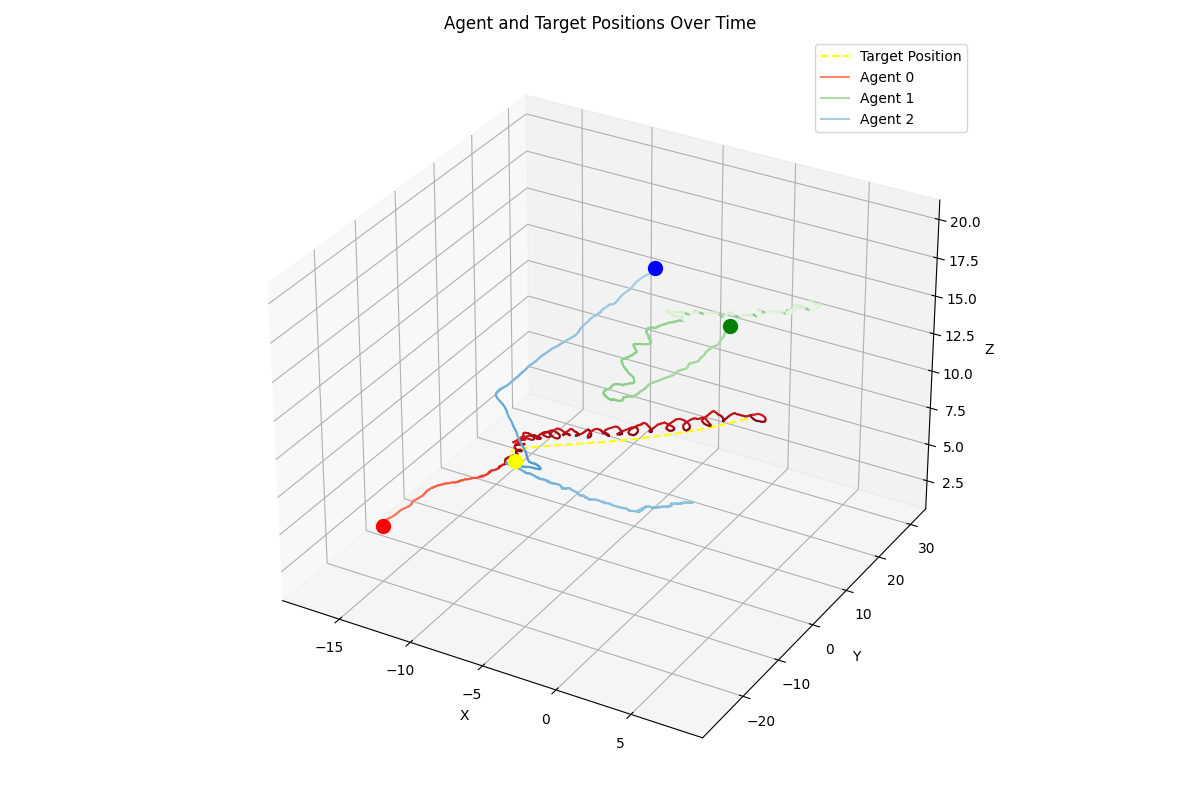 Agent and Target Positions Over Time
Target Position
Agent 0
Agent 1
Agent 2
20.0
17.5
15.0
12.5
10.0
7.5
5.0
2.5
Z
30
20
10
0
−10
−20
Y
−15
−10
−5
0
5
X